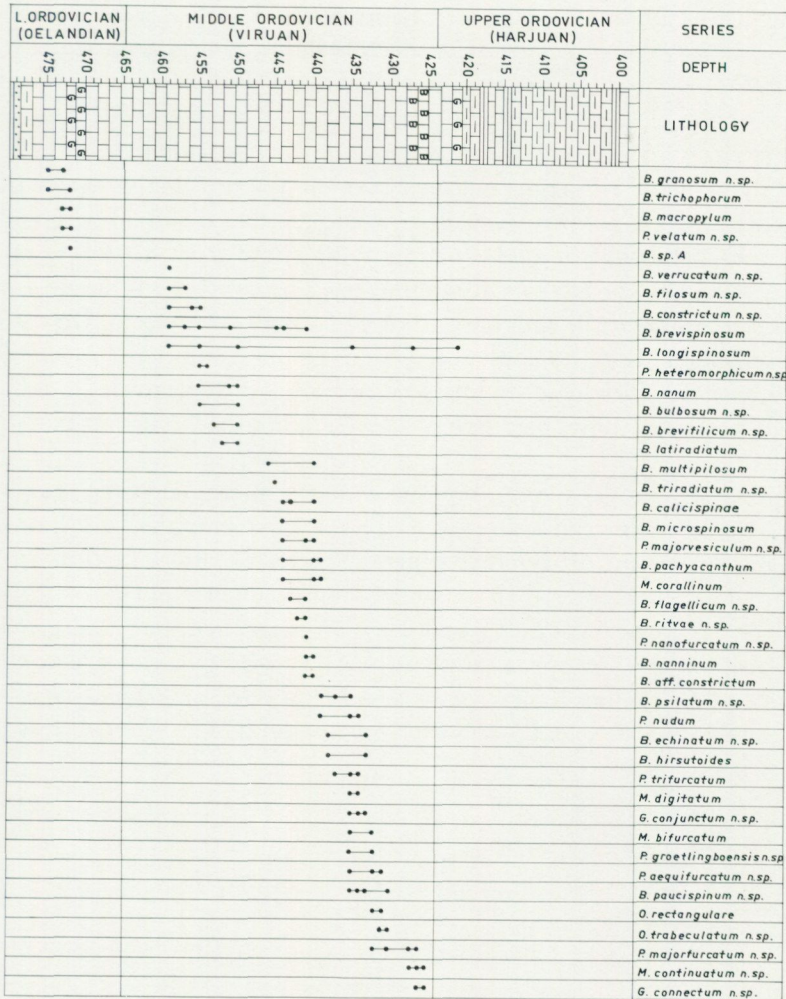 L. ORDOVICIAN
(OELANDIAN)
MIDDLE ORDOVICIAN
(VIRUAN)
UPPER ORDOVICIAN
(HARJUAN)
SERIES
475 470 465 460 455 450 445 440 435 430 425 420 415 410 405 400
DEPTH
G G G G G
G G G G G
B B B
B B B B
G G G
LITHOLOGY
B. granosum n.sp.
B. trichophorum
B. macropylum
P. velatum n.sp.
B. sp. A
B. verrucatum n.sp.
B. filosum n.sp.
B. constrictum n.sp.
B. brevispinosum
B. longispinosum
P. heteromorphicum n.sp
B. nanum
B. bulbosum n.sp.
B. brevifilicum n.sp.
B. latiradiatum
B. multipilosum
B. triradiatum n.sp.
B. calicispinae
B. microspinosum
P. majorvesiculum n.sp.
B. pachyacanthum
M. corallinum
B. flagellicum n.sp.
B. ritvae n.sp.
P. nanofurcatum n.sp.
B. nanninum
B. aff. constrictum
B. psilatum n.sp.
P. nudum
B. echinatum n.sp.
B. hirsutoides
P. trifurcatum
M. digitatum
G. conjunctum n.sp.
M. bifurcatum
P. groetlingboensis n.sp
P. aequifurcatum n.sp.
B. paucispinum n.sp.
O. rectangulare
O. trabeculatum n.sp.
P. majorfurcatum n.sp.
M. continuatum n.sp.
G. connectum n.sp.